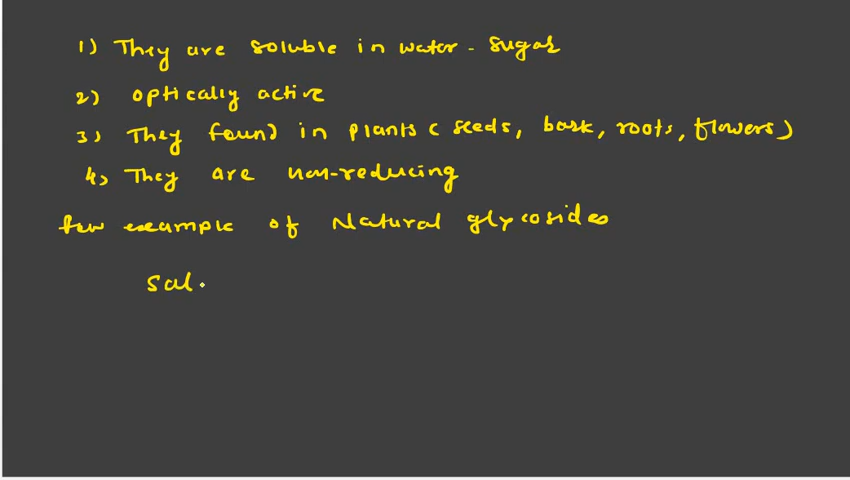 1) They are soluble in water - sugar
2) optically active
3) They found in plants ( seeds, bark, roots, flowers)
4) They are non-reducing
few example of Natural glycosides
Sal